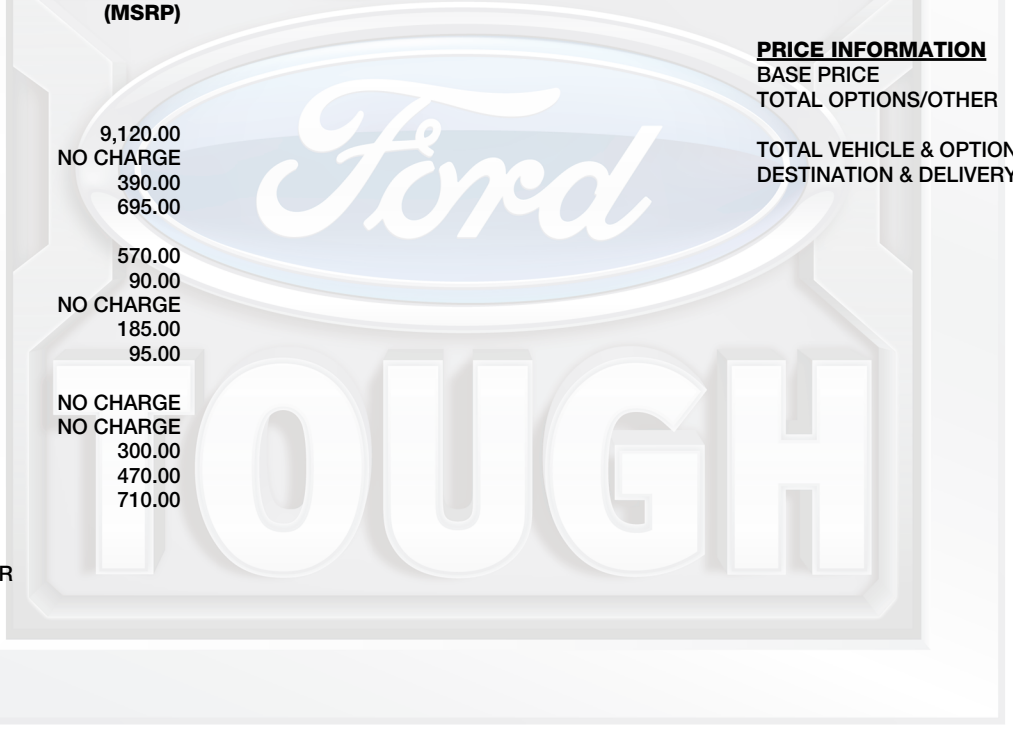 (MSRP)
9,120.00
NO CHARGE
390.00
695.00
570.00
90.00
NO CHARGE
185.00
95.00
NO CHARGE
NO CHARGE
300.00
470.00
710.00
R
PRICE INFORMATION
BASE PRICE
TOTAL OPTIONS/OTHER
TOTAL VEHICLE & OPTION
DESTINATION & DELIVERY
Ford
TOUGH